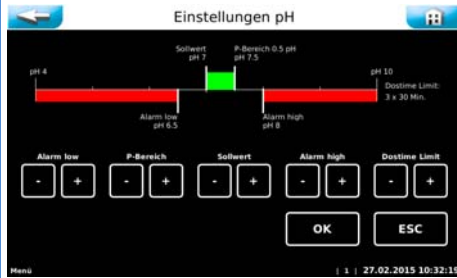 Einstellungen pH
Sollwert
pH 7
P-Bereich 0.5 pH
pH 7.5
pH 4
pH 10
Dostime Limit:
3 x 30 Min.
Alarm low
pH 6.5
Alarm high
pH 8
Alarm low
P-Bereich
Sollwert
Alarm high
Dostime Limit
- + - + - + - + - +
OK ESC
Menü
| 1 | 27.02.2015 10:32:15